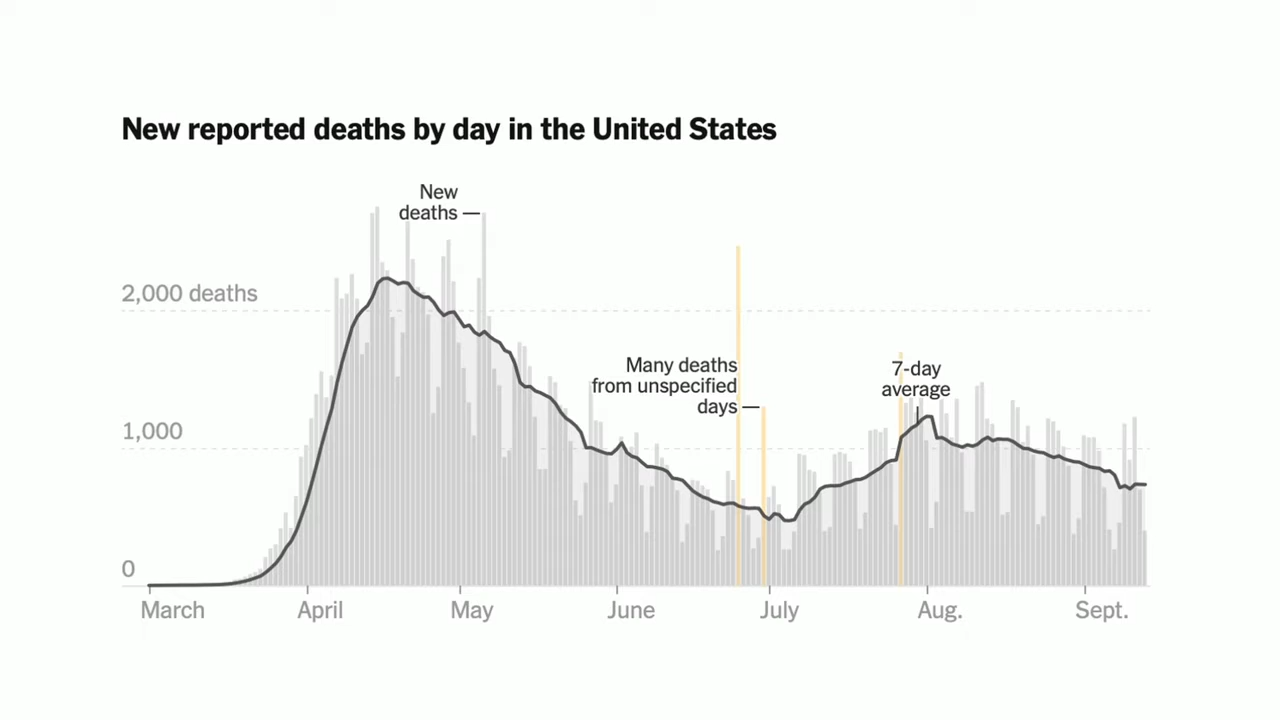 New reported deaths by day in the United States
New
deaths
2,000 deaths
Many deaths
from unspecified
days
7-day
average
1,000
0
March
April
May
June
July
Aug.
Sept.